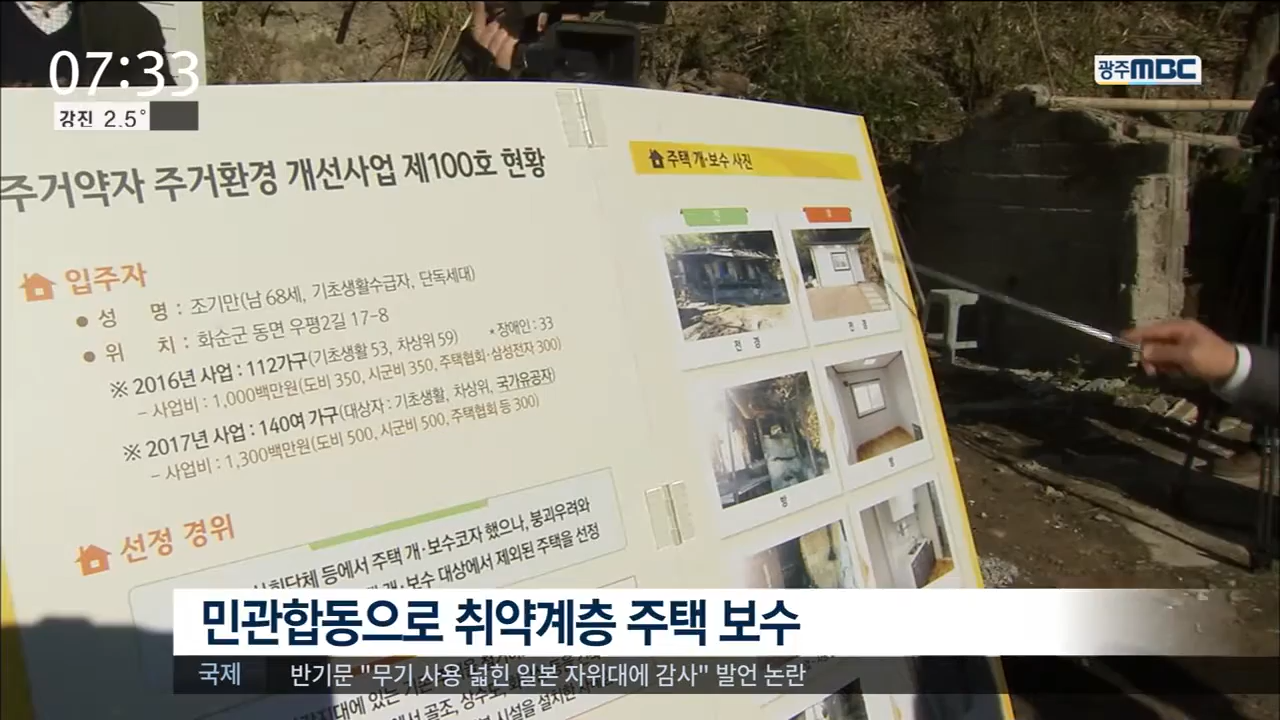 07:33
강진 2.5°
광주MBC
주거약자 주거환경 개선사업 제100호 현황
입주자
● 성 명 : 조기만(남 68세, 기초생활수급자, 단독세대)
● 위 치 : 화순군 동면 우평2길 17-8
※ 2016년 사업 : 112가구(기초생활 53, 차상위 59) *장애인 : 33
- 사업비 : 1,000백만원(도비 350, 시군비 350, 주택협회·삼성전자 300)
※ 2017년 사업 : 140여 가구(대상자 : 기초생활, 차상위, 국가유공자)
- 사업비 : 1,300백만원(도비 500, 시군비 500, 주택협회 등 300)
선정 경위
사회단체 등에서 주택 개·보수코자 했으나, 붕괴우려와
개·보수 대상에서 제외된 주택을 선정
주택 개·보수 사진
전
후
전 경
전 경
방
방
민관합동으로 취약계층 주택 보수
국제 반기문 "무기 사용 넓힌 일본 자위대에 감사" 발언 논란